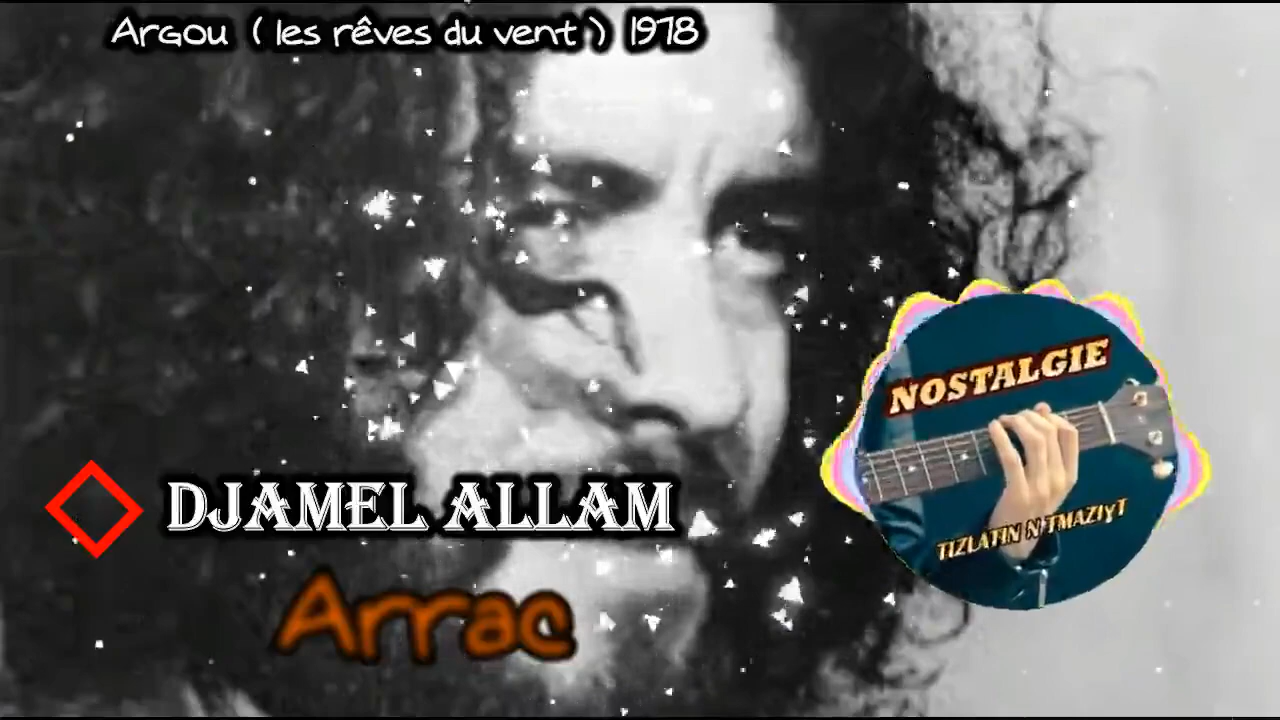 Argou ( les rêves du vent ) 1978
NOSTALGIE
DJAMEL ALLAM
TIZLATIN N TMAZIɣT
Arrac